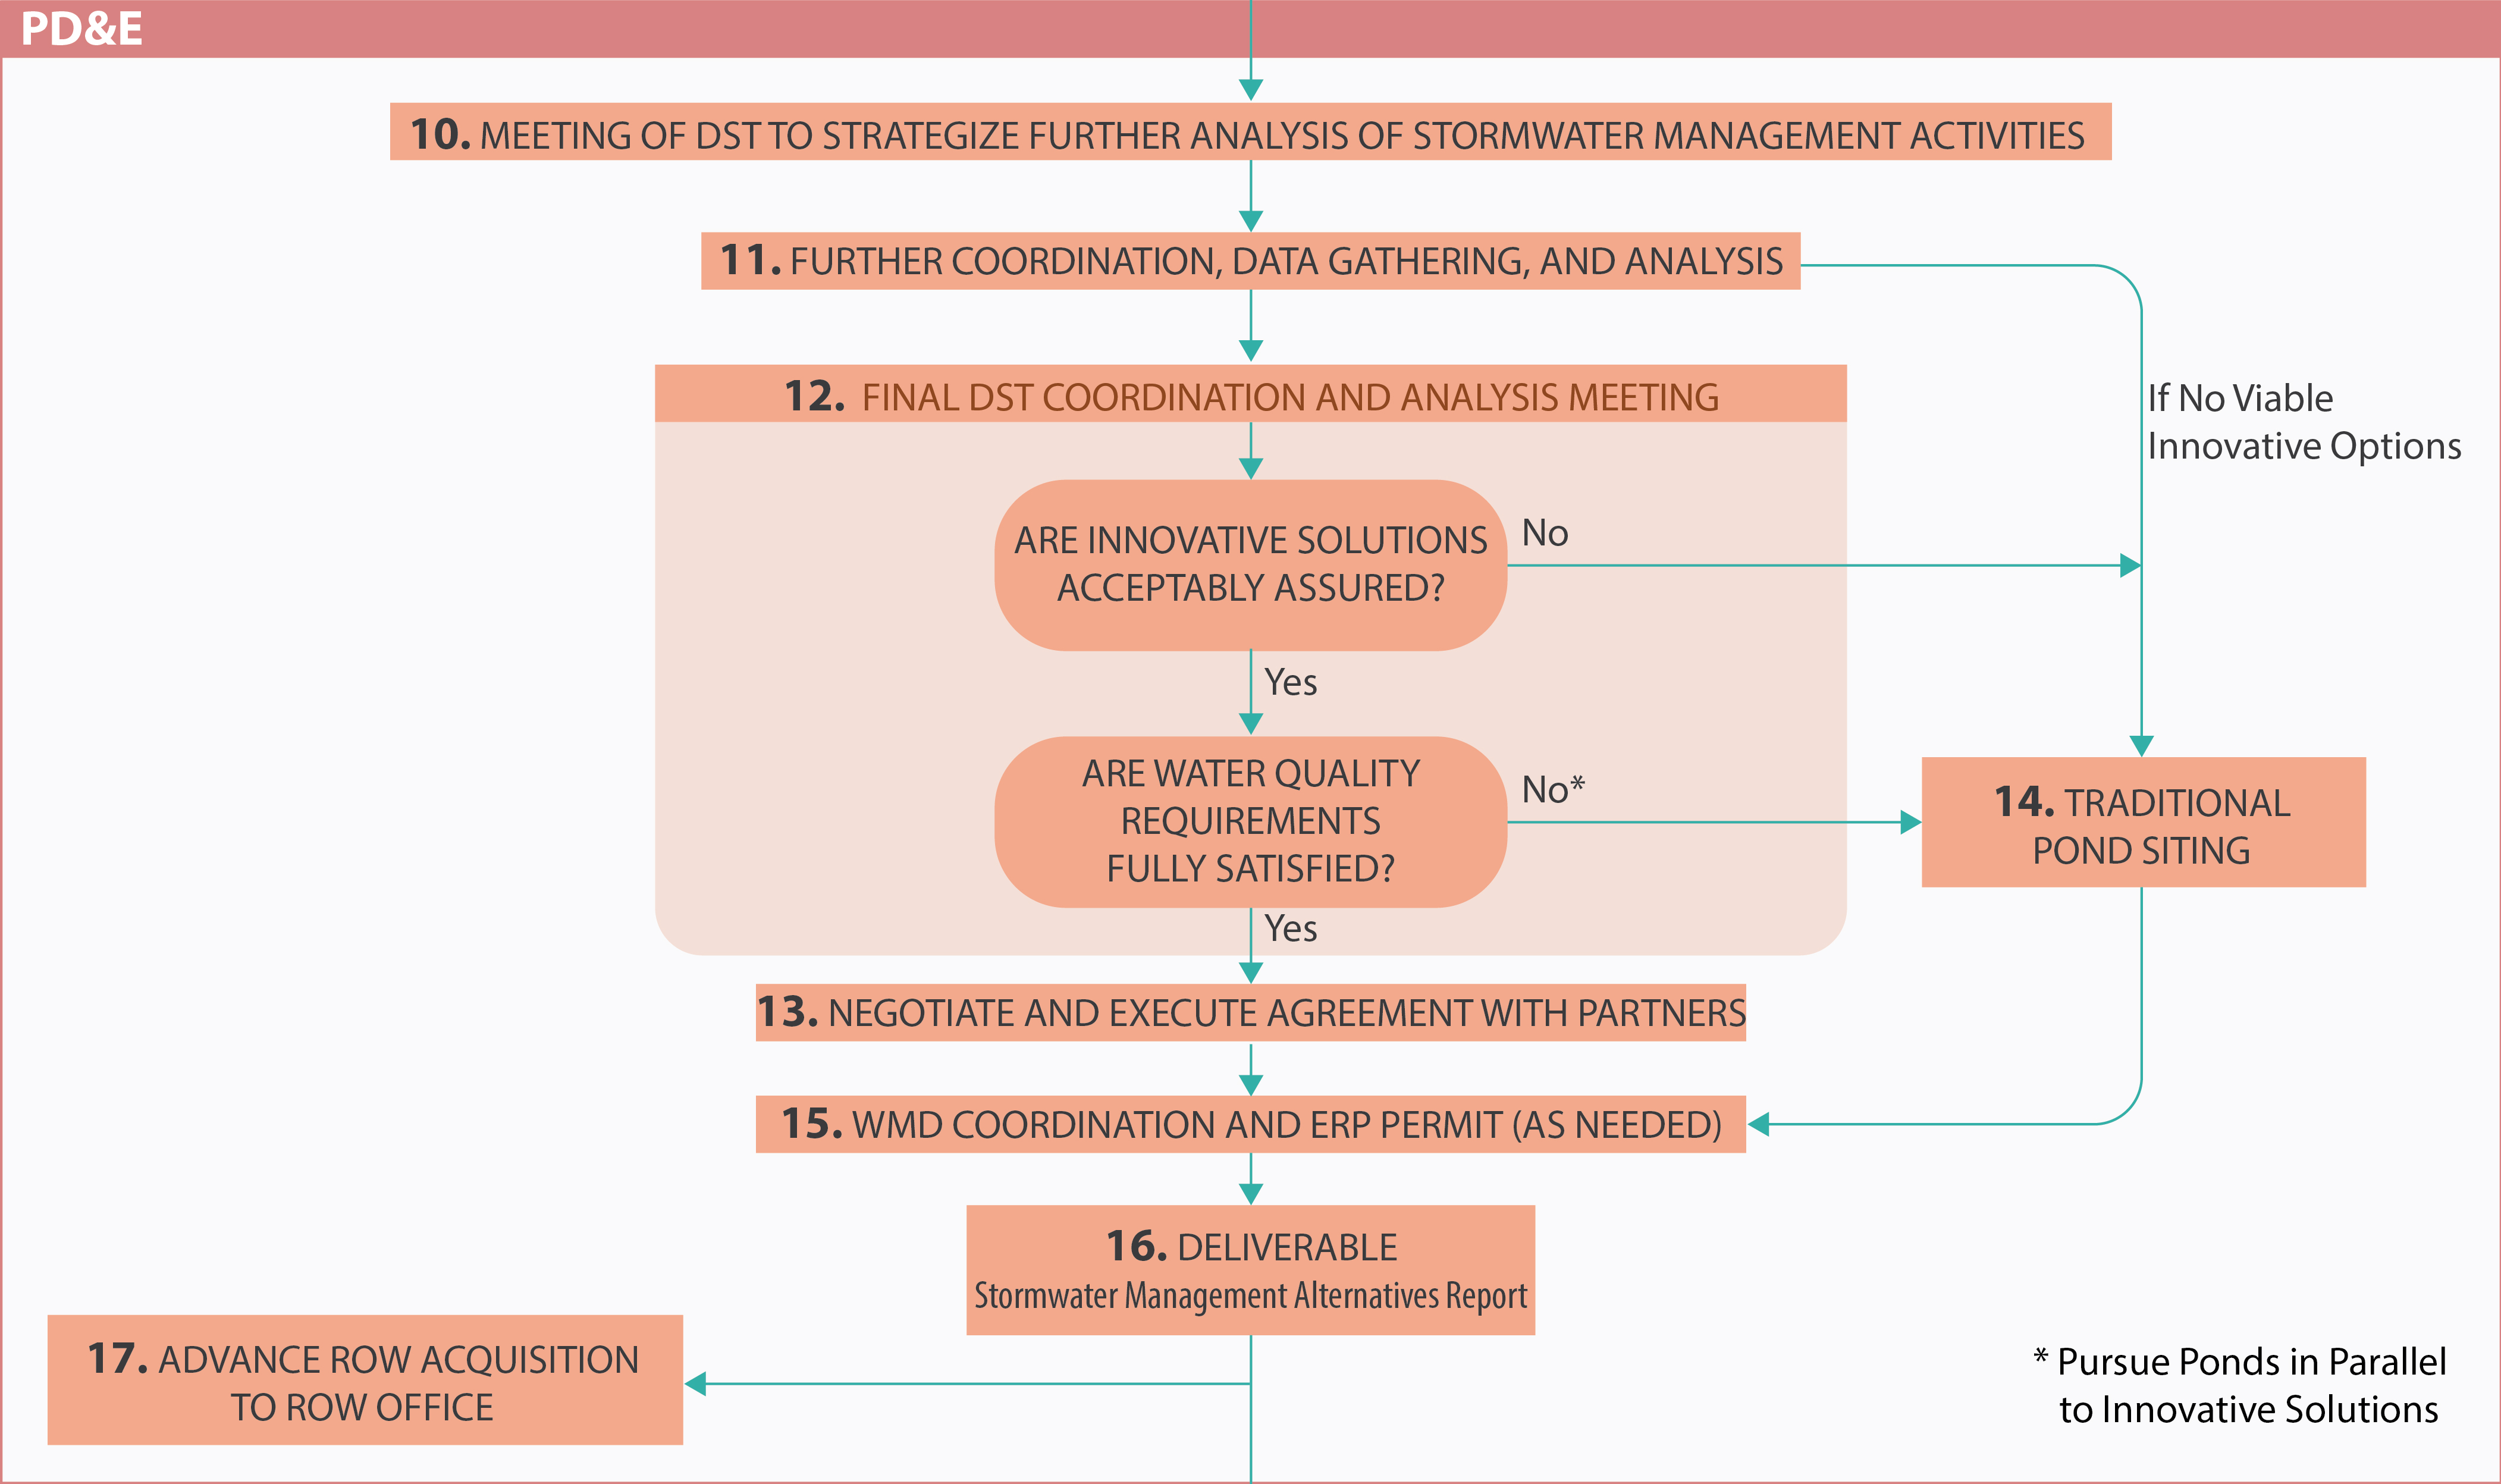 PD&E
10. MEETING OF DST TO STRATEGIZE FURTHER ANALYSIS OF STORMWATER MANAGEMENT ACTIVITIES
11. FURTHER COORDINATION, DATA GATHERING, AND ANALYSIS
12. FINAL DST COORDINATION AND ANALYSIS MEETING
If No Viable
Innovative Options
ARE INNOVATIVE SOLUTIONS
ACCEPTABLY ASSURED?
No
Yes
ARE WATER QUALITY
REQUIREMENTS
FULLY SATISFIED?
No*
Yes
14. TRADITIONAL
POND SITING
13. NEGOTIATE AND EXECUTE AGREEMENT WITH PARTNERS
15. WMD COORDINATION AND ERP PERMIT (AS NEEDED)
16. DELIVERABLE
Stormwater Management Alternatives Report
17. ADVANCE ROW ACQUISITION
TO ROW OFFICE
* Pursue Ponds in Parallel
to Innovative Solutions